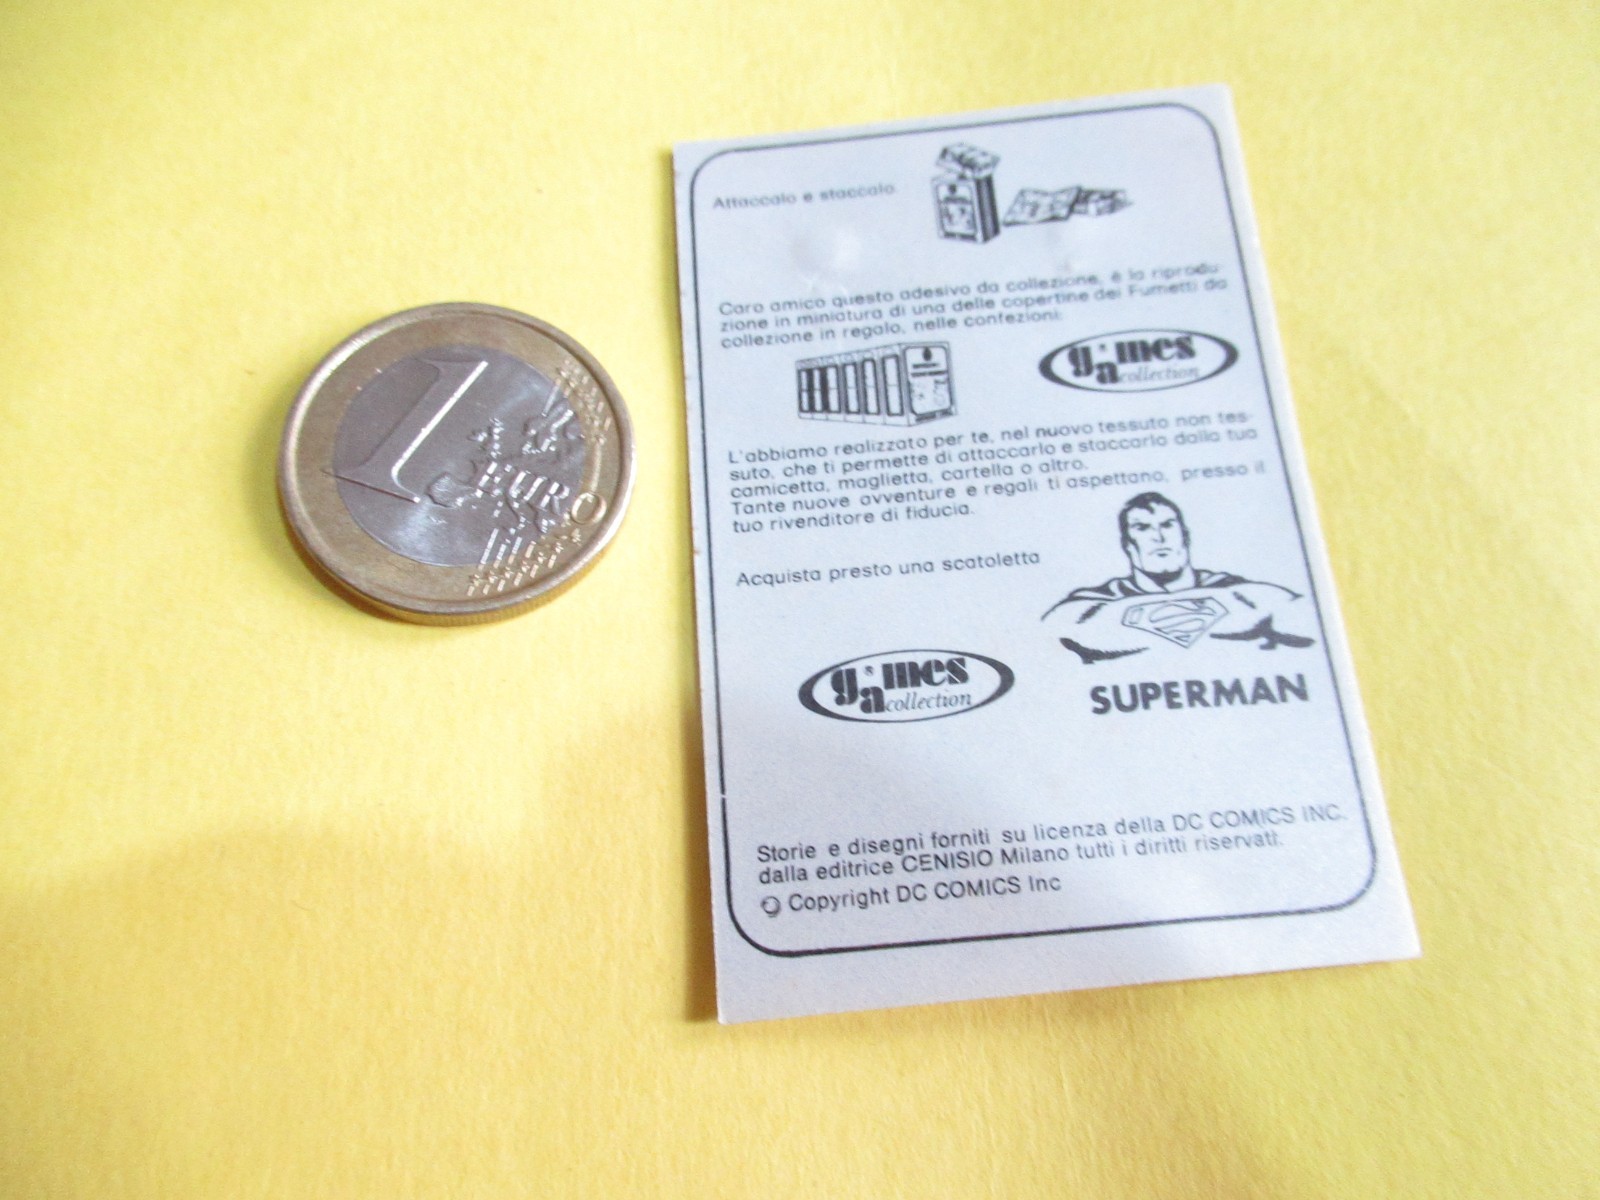 1
EURO
Attaccalo e staccalo.
Caro amico questo adesivo da collezione, è la riprodu-
zione in miniatura di una delle copertine dei Fumetti da
collezione in regalo, nelle confezioni:
games
collection
L'abbiamo realizzato per te, nel nuovo tessuto non tes-
suto, che ti permette di attaccarlo e staccarlo dalla tua
camicetta, maglietta, cartella o altro.
Tante nuove avventure e regali ti aspettano, presso il
tuo rivenditore di fiducia.
Acquista presto una scatoletta
games
collection
SUPERMAN
Storie e disegni forniti su licenza della DC COMICS INC.
dalla editrice CENISIO Milano tutti i diritti riservati.
© Copyright DC COMICS Inc